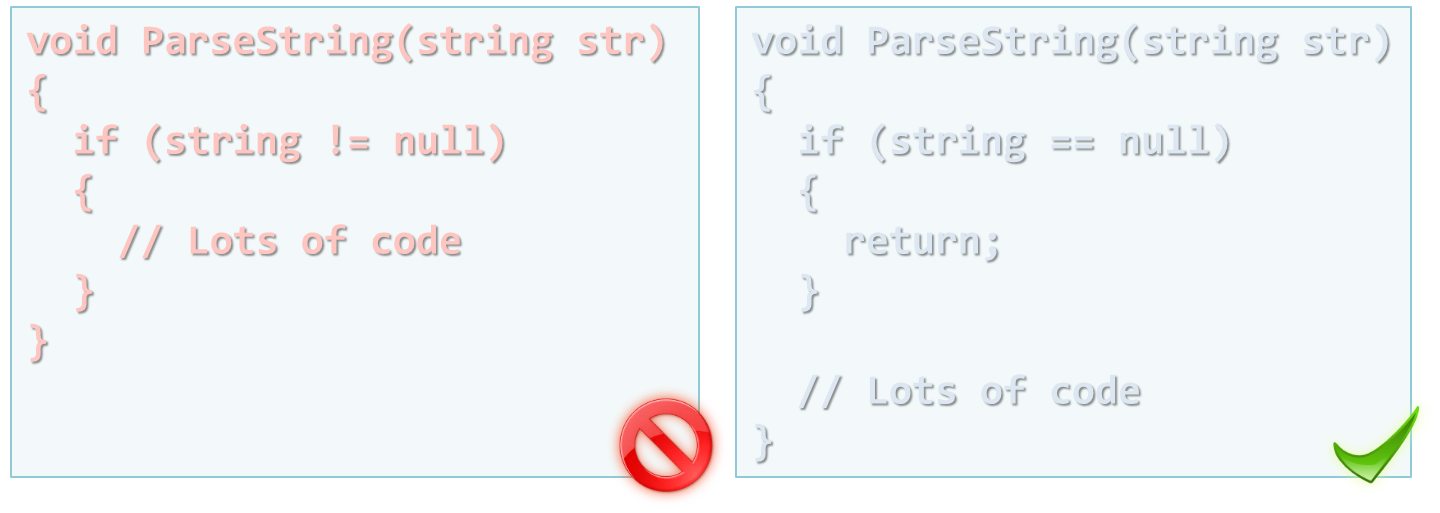 void ParseString(string str)
{
  if (string != null)
  {
    // Lots of code
  }
}
void ParseString(string str)
{
  if (string == null)
  {
    return;
  }

  // Lots of code
}